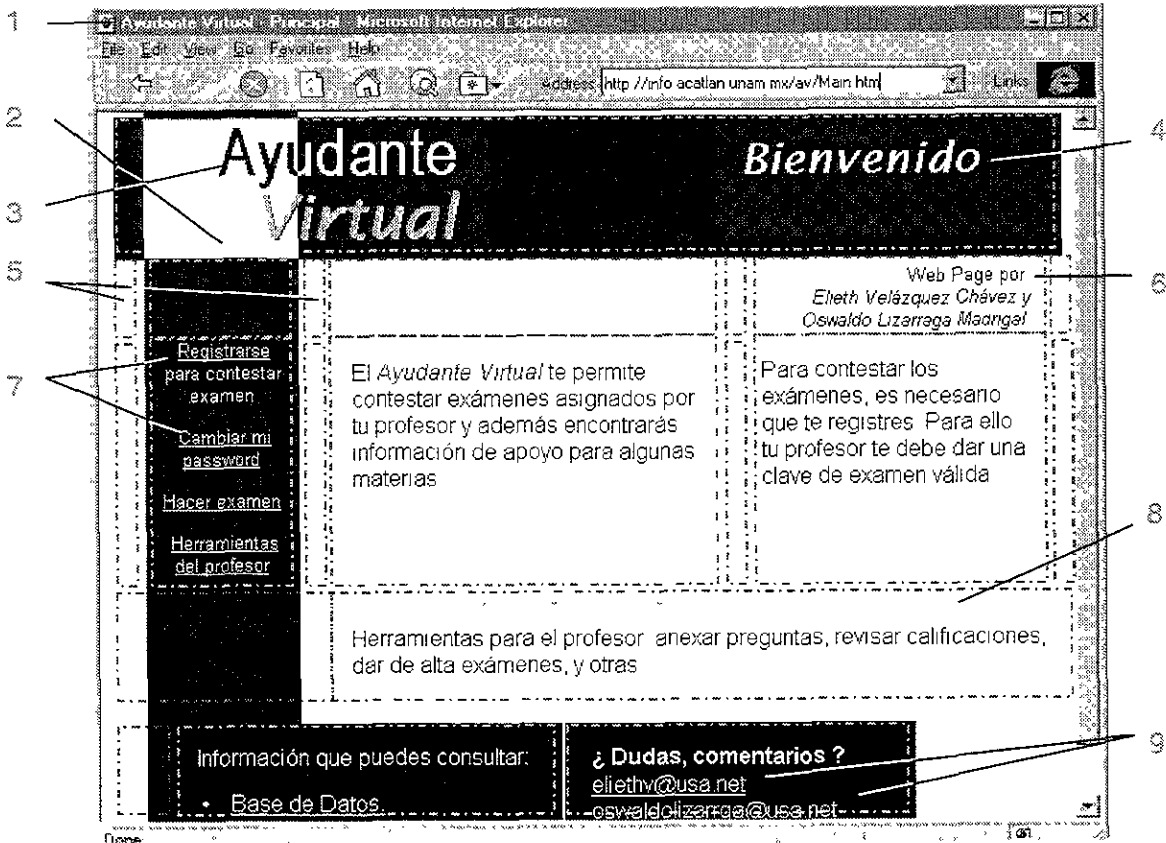 1
Ayudante Virtual - Principal - Microsoft Internet Explorer
File Edit View Go Favorites Help
Address http //info acatlan unam mx/av/Main htm Links
2
3
4
5
6
7
8
9
Ayudante
Virtual
Bienvenido
Web Page por
Elieth Velázquez Chávez y
Oswaldo Lizarraga Madrigal
Registrarse
para contestar
examen
Cambiar mi
password
Hacer examen
Herramientas
del profesor
El Ayudante Virtual te permite
contestar exámenes asignados por
tu profesor y además encontrarás
información de apoyo para algunas
materias
Para contestar los
exámenes, es necesario
que te registres Para ello
tu profesor te debe dar una
clave de examen válida
Herramientas para el profesor anexar preguntas, revisar calificaciones,
dar de alta exámenes, y otras
Información que puedes consultar:
• Base de Datos.
¿ Dudas, comentarios ?
eliethv@usa.net
oswaldolizarraga@usa.net
Done